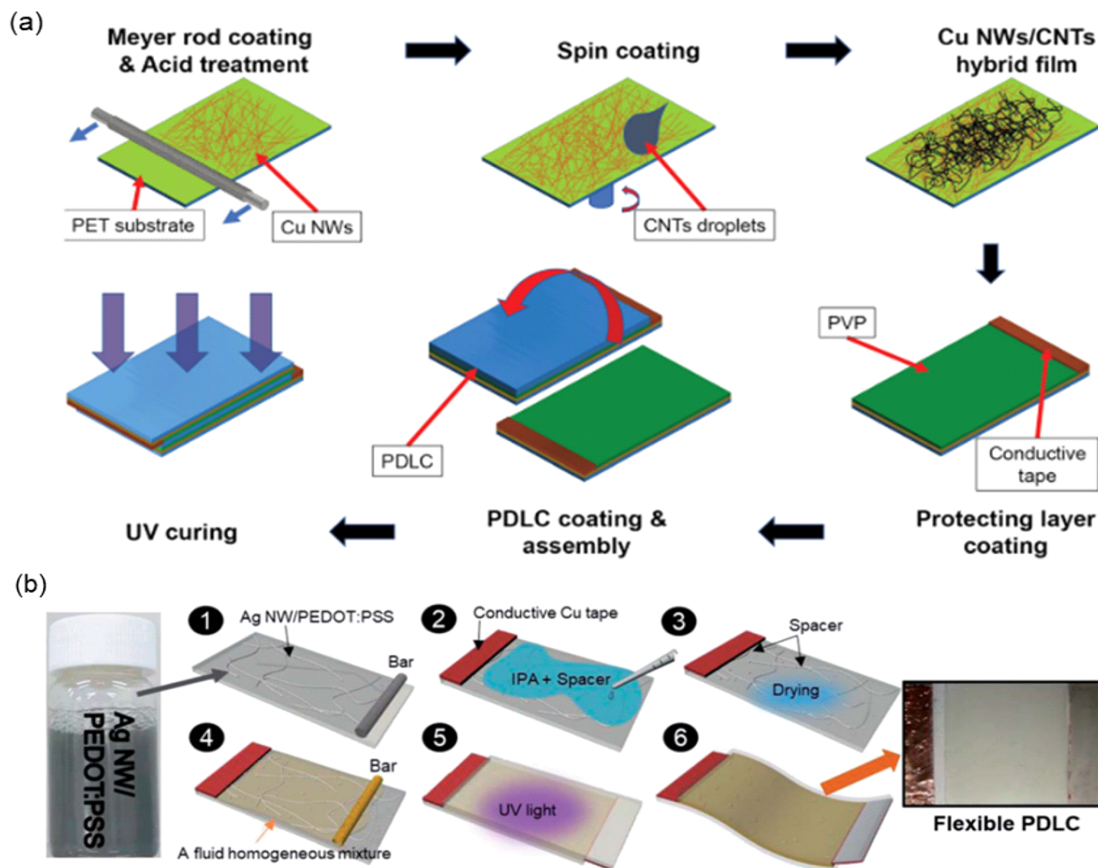 (a)
Meyer rod coating
& Acid treatment
Spin coating
Cu NWs/CNTs
hybrid film
PET substrate
Cu NWs
CNTs droplets
PVP
PDLC
Conductive
tape
UV curing
PDLC coating &
assembly
Protecting layer
coating
(b)
Ag NW/
PEDOT:PSS
1
Ag NW/PEDOT:PSS
Bar
2
Conductive Cu tape
IPA + Spacer
3
Spacer
Drying
4
Bar
A fluid homogeneous mixture
5
UV light
6
Flexible PDLC